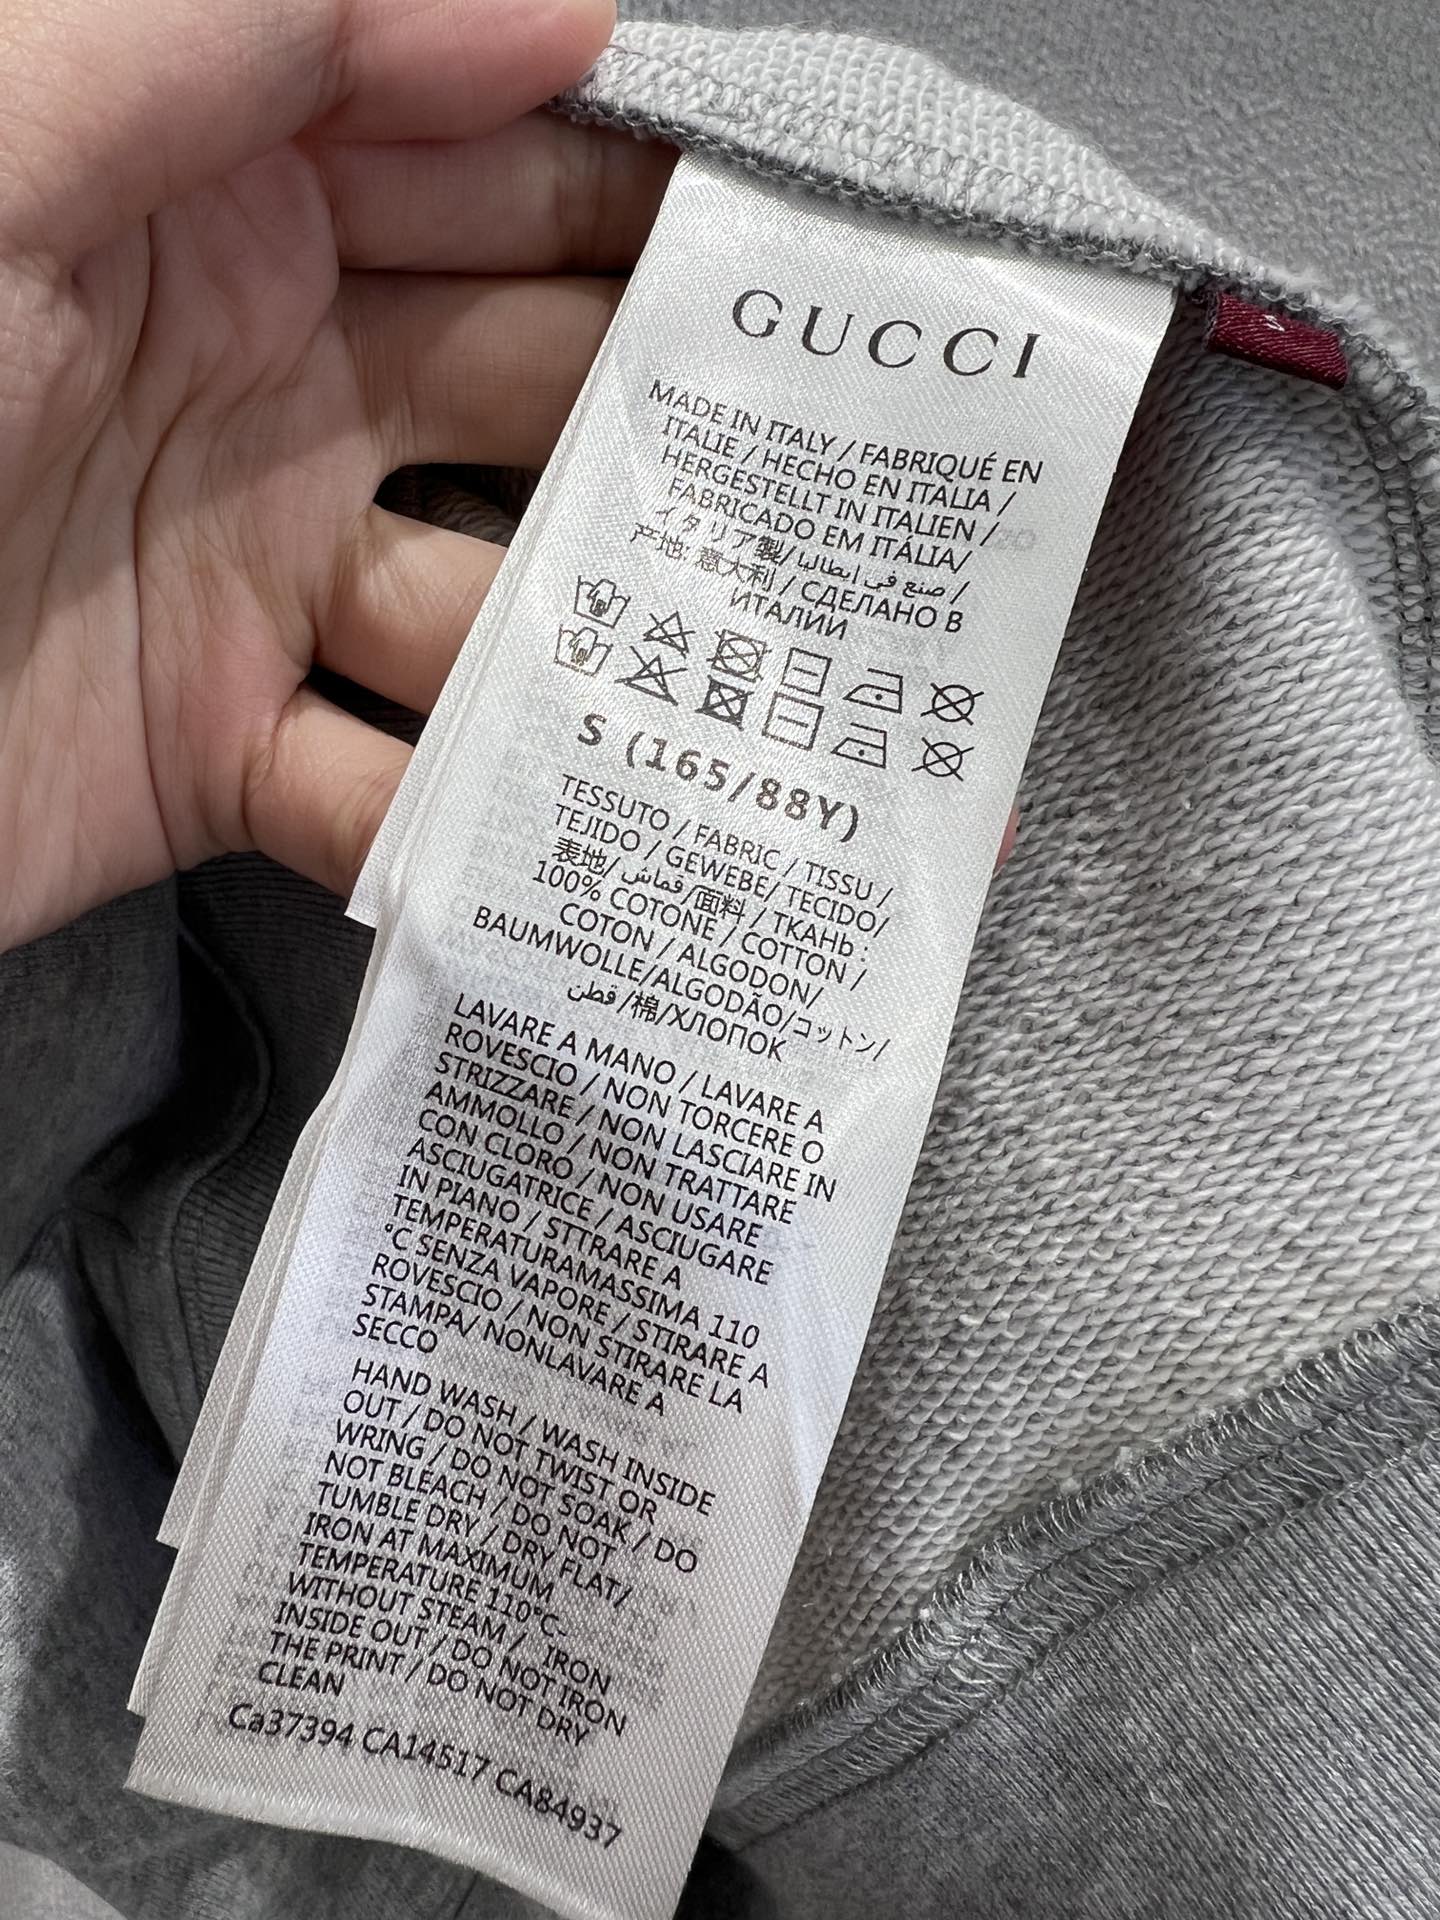 GUCCI
MADE IN ITALY / FABRIQUÉ EN
ITALIE / HECHO EN ITALIA /
HERGESTELLT IN ITALIEN /
FABRICADO EM ITÁLIA/
イタリア製/ صنع في إيطاليا /
产地: 意大利 / СДЕЛАНО В
ИТАЛИИ
S (165/88Y)
TESSUTO / FABRIC / TISSU /
TEJIDO / GEWEBE/ TECIDO/
表地/ قماش/面料 / ТКАНЬ :
100% COTONE / COTTON /
COTON / ALGODON/
BAUMWOLLE/ALGODÃO/コットン/
قطن /棉/ХЛОПОК
LAVARE A MANO / LAVARE A
ROVESCIO / NON TORCERE O
STRIZZARE / NON LASCIARE IN
AMMOLLO / NON TRATTARE
CON CLORO / NON USARE
ASCIUGATRICE / ASCIUGARE
IN PIANO / STTRARE A
TEMPERATURAMASSIMA 110
°C SENZA VAPORE / STIRARE A
ROVESCIO / NON STIRARE LA
STAMPA/ NONLAVARE A
SECCO
HAND WASH / WASH INSIDE
OUT / DO NOT TWIST OR
WRING / DO NOT SOAK / DO
NOT BLEACH / DO NOT
TUMBLE DRY / DRY FLAT/
IRON AT MAXIMUM
TEMPERATURE 110°C-
WITHOUT STEAM / IRON
INSIDE OUT / DO NOT IRON
THE PRINT / DO NOT DRY
CLEAN
Ca37394 CA14517 CA84937